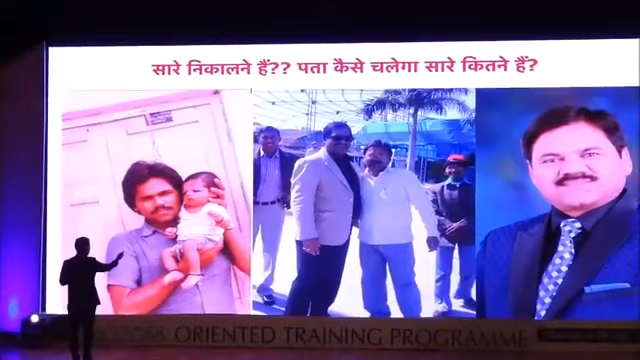 सारे निकालने हैं?? पता कैसे चलेगा सारे कितने हैं?
ORIENTED TRAINING PROGRAMME